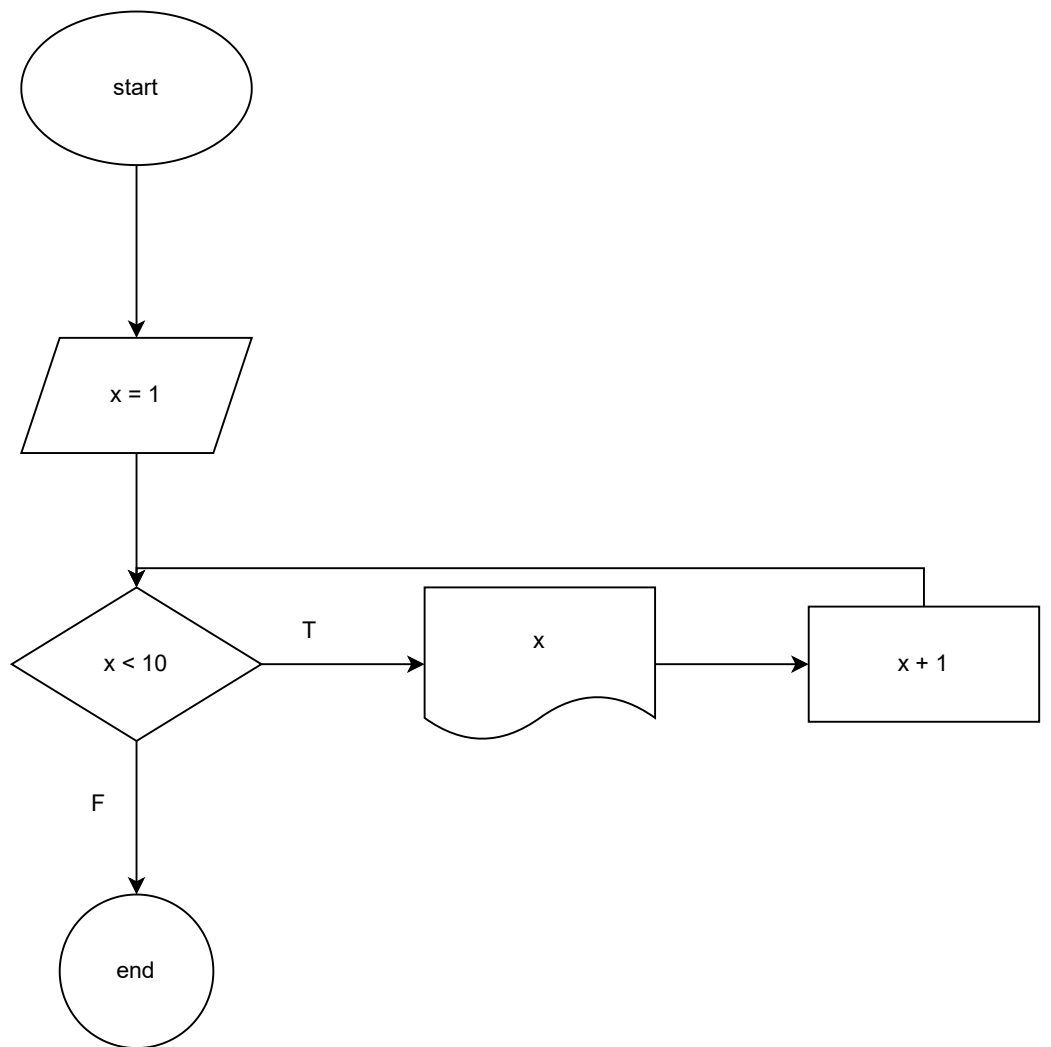 start
x = 1
T
x
x < 10
x + 1
F
end